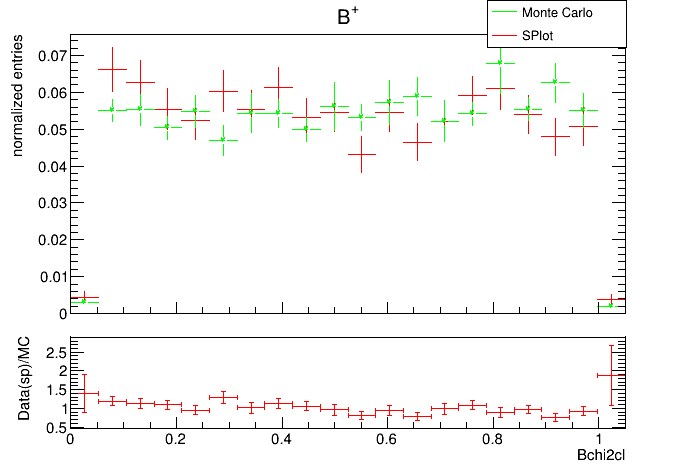 B+
Monte Carlo
SPlot
normalized entries
0.07
0.06
0.05
0.04
0.03
0.02
0.01
0
Data(sp)/MC
2.5
2
1.5
1
0.5
0 0.2 0.4 0.6 0.8 1
Bchi2cl